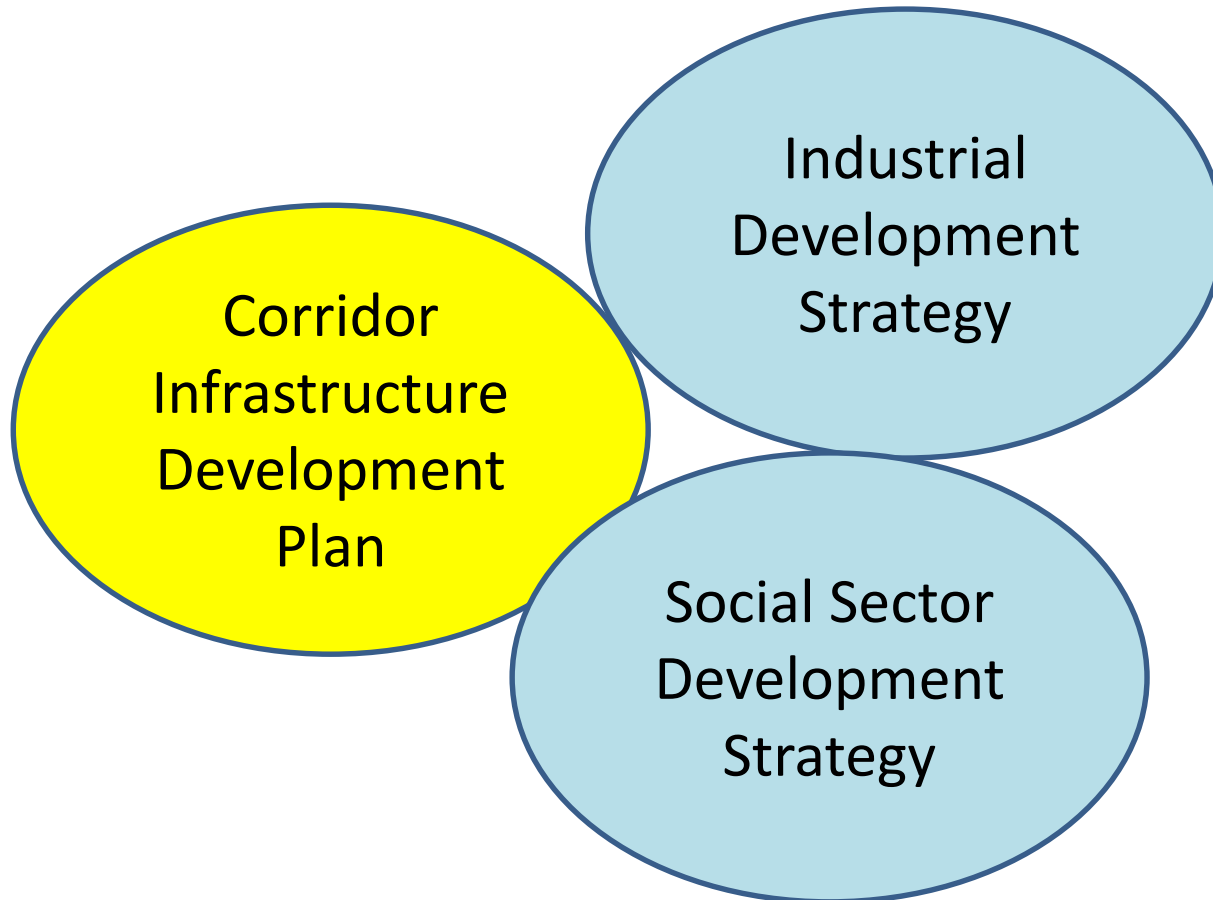 Industrial
Development
Strategy
Corridor
Infrastructure
Development
Plan
Social Sector
Development
Strategy